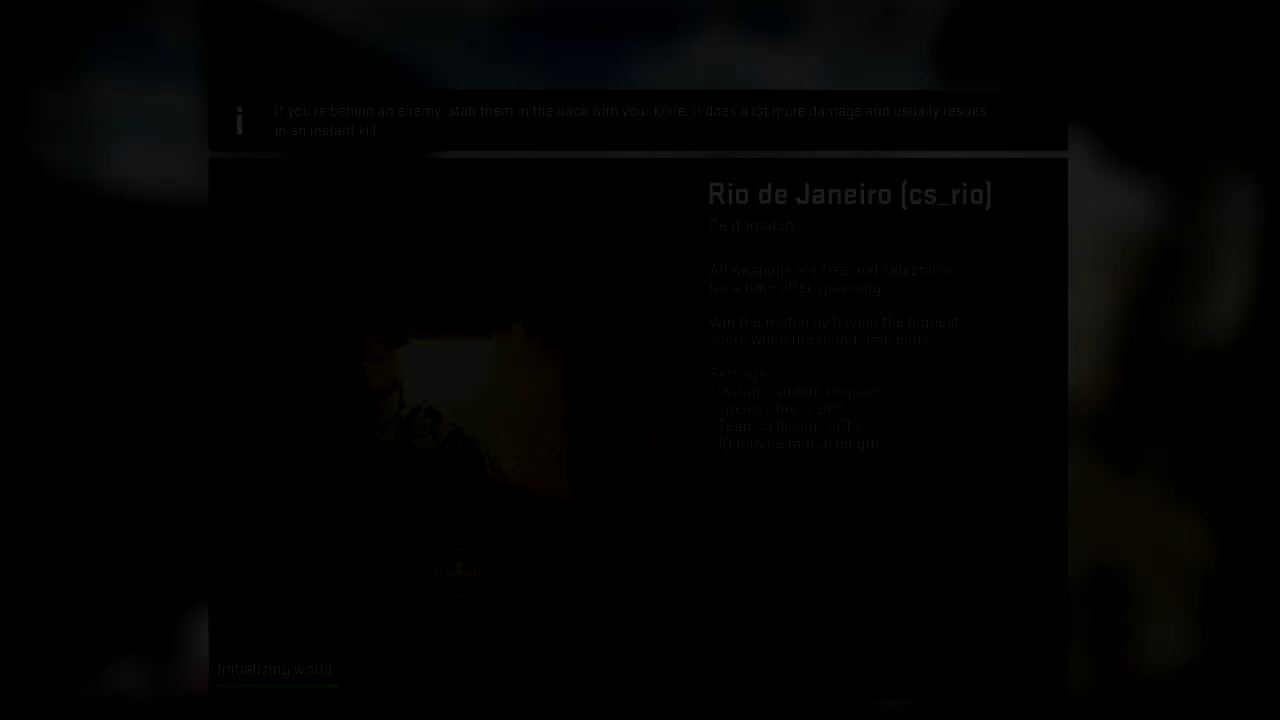 If you're behind an enemy, stab them in the back with your knife. It does a lot more damage and usually results
in an instant kill.
Rio de Janeiro (cs_rio)
Deathmatch
All weapons are free and selectable
for a time after spawning.
Win the match by having the highest
score when the round time ends.
Settings:
Instant random respawn
Friendly fire is OFF
Team collision is OFF
10 minute match length
Initializing world